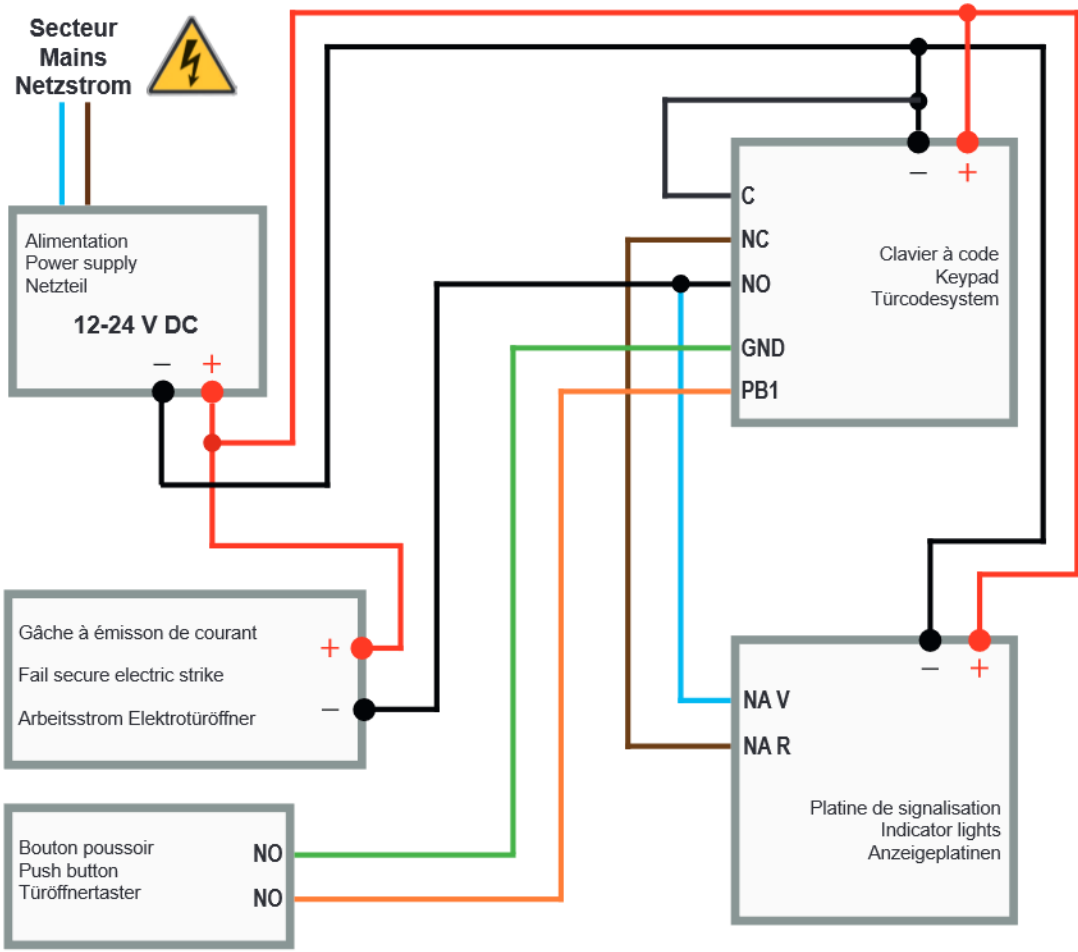 Secteur
Mains
Netzstrom
Alimentation
Power supply
Netzteil
12-24 V DC
– +
– +
C
NC
NO
GND
PB1
Clavier à code
Keypad
Türcodesystem
Gâche à émisson de courant
Fail secure electric strike
Arbeitsstrom Elektrotüröffner
+
–
– +
NA V
NA R
Platine de signalisation
Indicator lights
Anzeigeplatinen
Bouton poussoir
Push button
Türöffnertaster
NO
NO